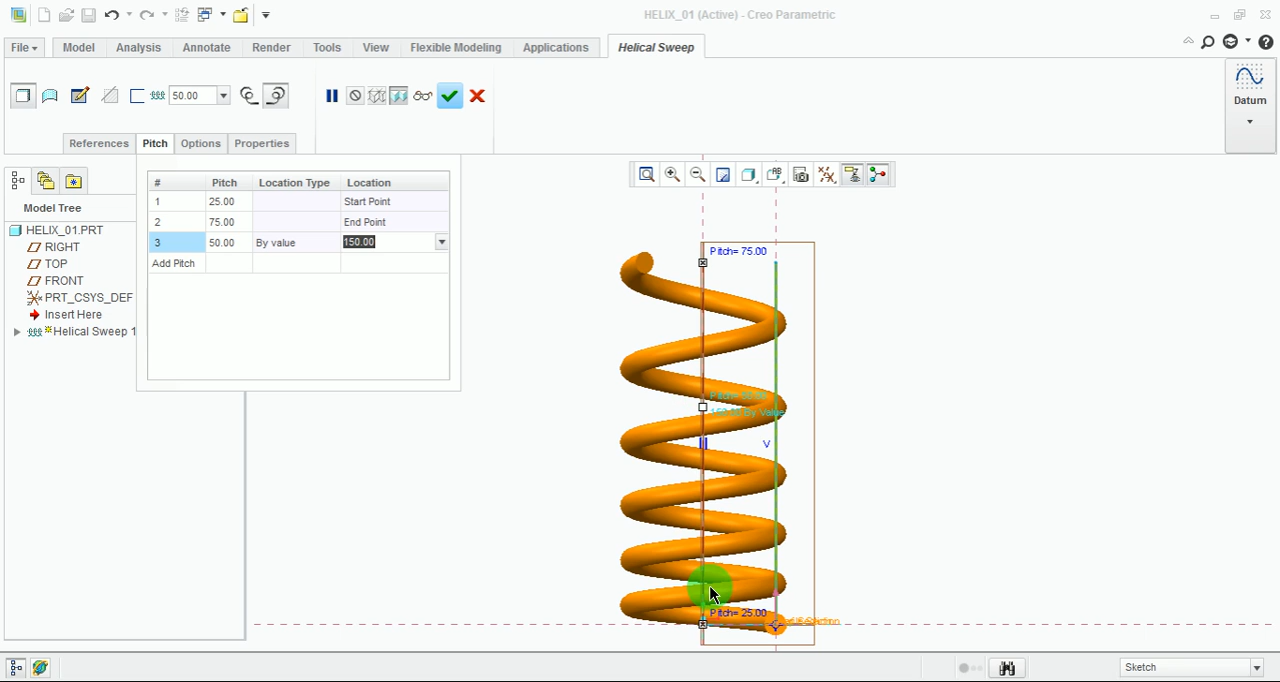 HELIX_01 (Active) - Creo Parametric
File
Model
Analysis
Annotate
Render
Tools
View
Flexible Modeling
Applications
Helical Sweep
50.00
Datum
References
Pitch
Options
Properties
# Pitch Location Type Location
1 25.00 Start Point
2 75.00 End Point
3 50.00 By value 150.00
Add Pitch
Model Tree
HELIX_01.PRT
RIGHT
TOP
FRONT
PRT_CSYS_DEF
Insert Here
Helical Sweep 1
Pitch= 75.00
By Value
V
Pitch= 25.00
Sketch